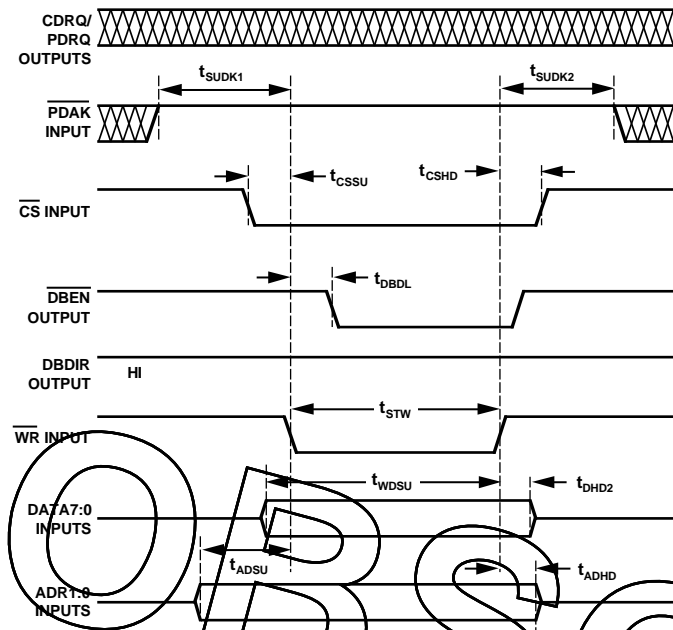 CDRQ/
PDRQ
OUTPUTS
tSUDK1
tSUDK2
PDAK
INPUT
tCSSU
tCSHD
CS INPUT
tDBDL
DBEN
OUTPUT
DBDIR
OUTPUT
HI
tSTW
WR INPUT
tWDSU
tDHD2
DATA7:0
INPUTS
tADSU
tADHD
ADR1:0
INPUTS